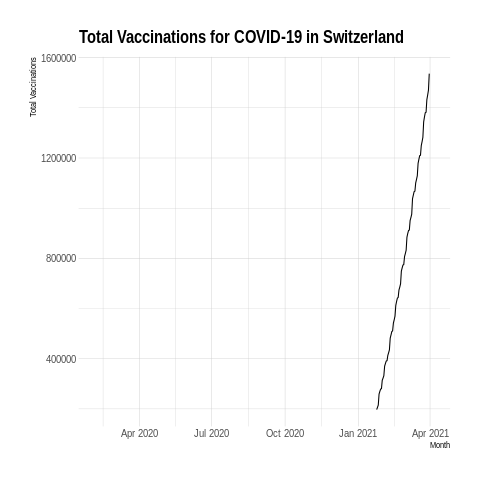 Total Vaccinations for COVID-19 in Switzerland
Total Vaccinations
1600000
1200000
800000
400000
Apr 2020 Jul 2020 Oct 2020 Jan 2021 Apr 2021
Month